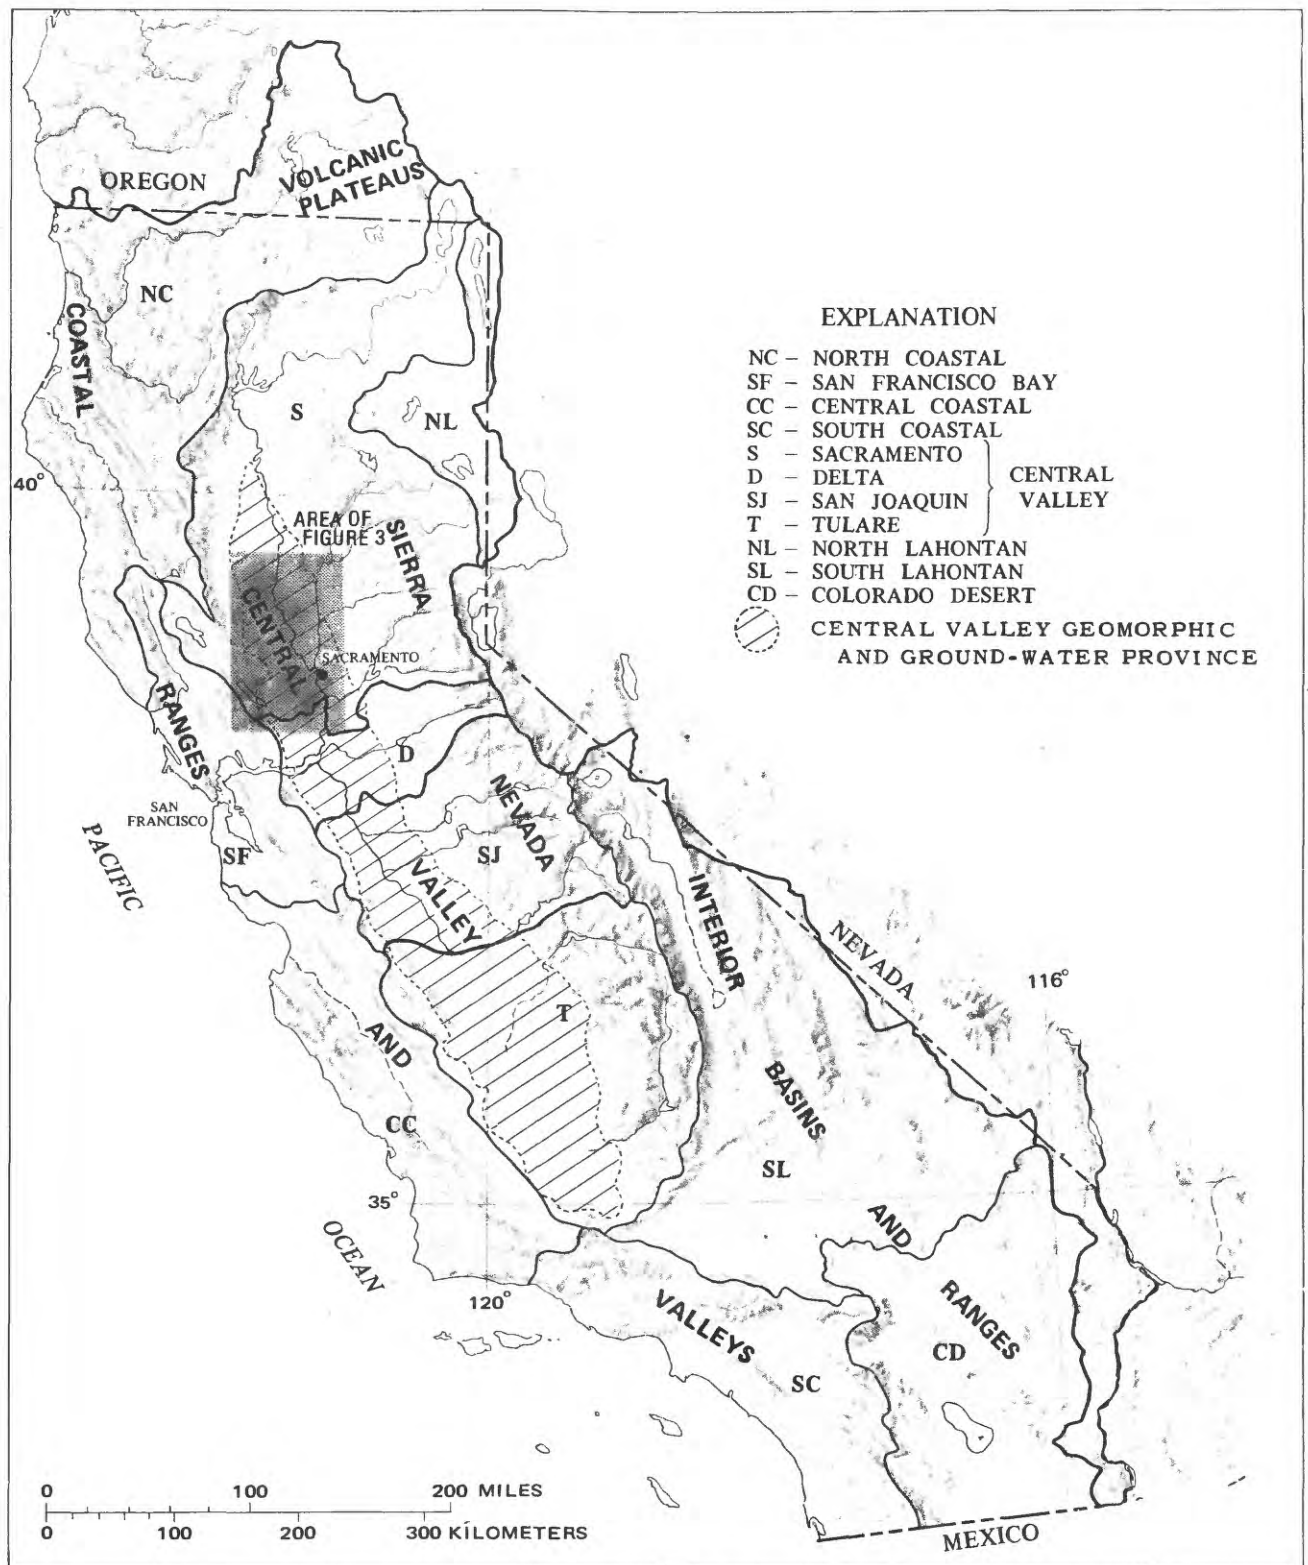 OREGON
VOLCANIC
PLATEAUS
NC
COASTAL
S
NL
40°
AREA OF
FIGURE 3
SIERRA
CENTRAL
SACRAMENTO
RANGES
D
SAN
FRANCISCO
NEVADA
PACIFIC
SF
SJ
VALLEY
INTERIOR
NEVADA
116°
T
AND
BASINS
CC
SL
35°
AND
OCEAN
120°
VALLEYS
RANGES
CD
SC
MEXICO
EXPLANATION
NC – NORTH COASTAL
SF – SAN FRANCISCO BAY
CC – CENTRAL COASTAL
SC – SOUTH COASTAL
S – SACRAMENTO
D – DELTA
SJ – SAN JOAQUIN
T – TULARE
CENTRAL
VALLEY
NL – NORTH LAHONTAN
SL – SOUTH LAHONTAN
CD – COLORADO DESERT
CENTRAL VALLEY GEOMORPHIC
AND GROUND-WATER PROVINCE
0 100 200 MILES
0 100 200 300 KILOMETERS